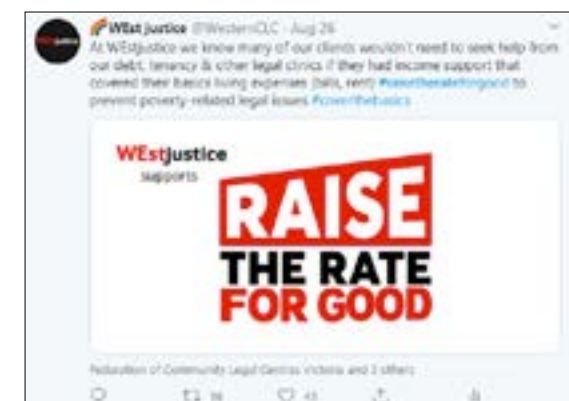 WEst Justice @WesternCLC · Aug 26
At WEstjustice we know many of our clients wouldn't need to seek help from
our debt, tenancy & other legal clinics if they had income support that
covered their basics living expenses (bills, rent) #raisetherateforgood to
prevent poverty-related legal issues #coverthebasics
WEstjustice
supports
RAISE
THE RATE
FOR GOOD
Federation of Community Legal Centres Victoria and 2 others